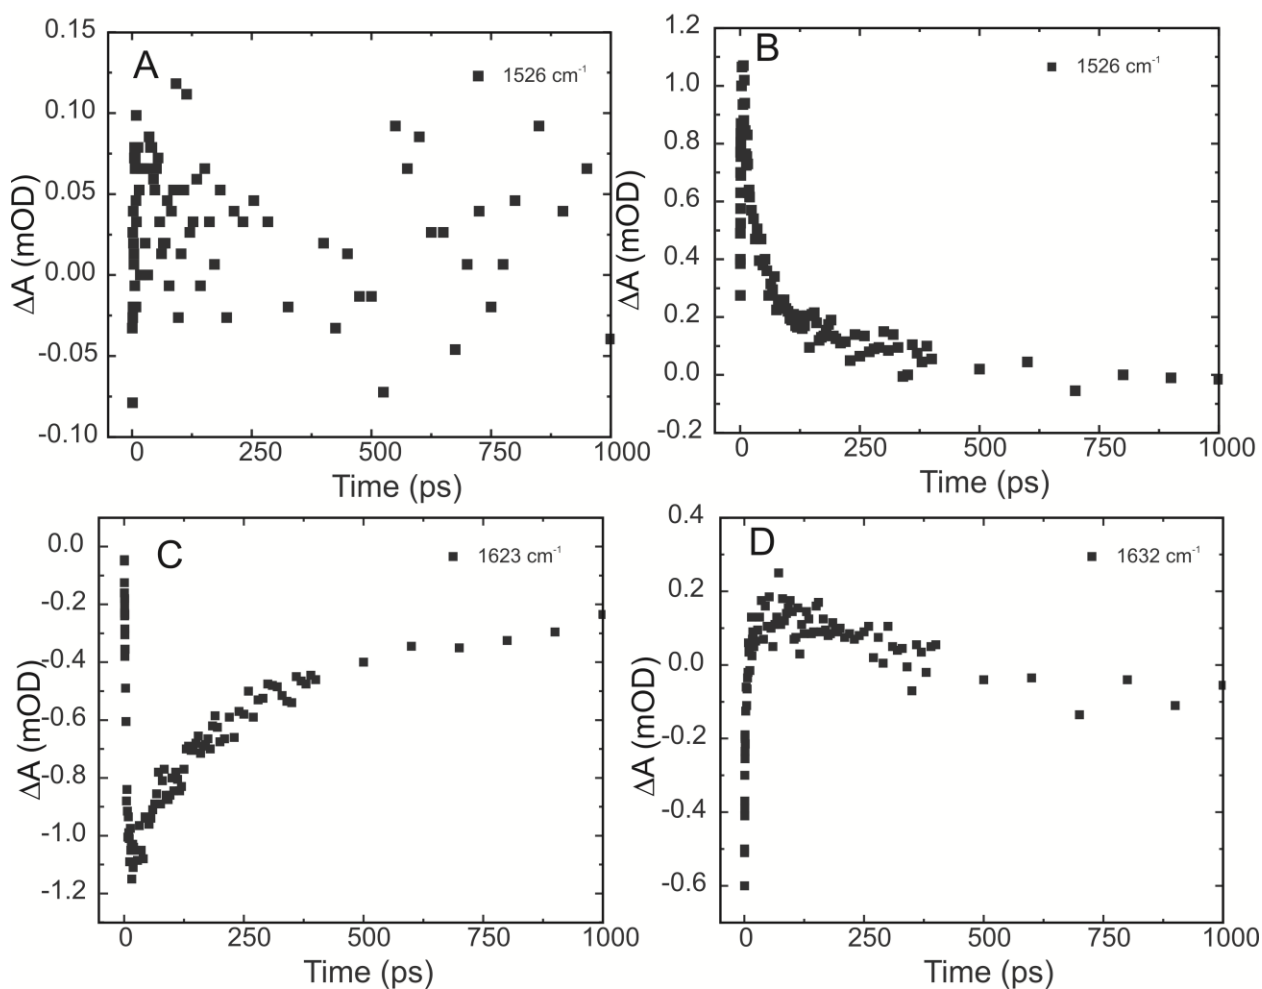 A
1526 cm⁻¹
0.15
0.10
0.05
0.00
-0.05
-0.10
ΔA (mOD)
0 250 500 750 1000
Time (ps)
B
1526 cm⁻¹
1.2
1.0
0.8
0.6
0.4
0.2
0.0
-0.2
ΔA (mOD)
0 250 500 750 1000
Time (ps)
C
1623 cm⁻¹
0.0
-0.2
-0.4
-0.6
-0.8
-1.0
-1.2
ΔA (mOD)
0 250 500 750 1000
Time (ps)
D
1632 cm⁻¹
0.4
0.2
0.0
-0.2
-0.4
-0.6
ΔA (mOD)
0 250 500 750 1000
Time (ps)